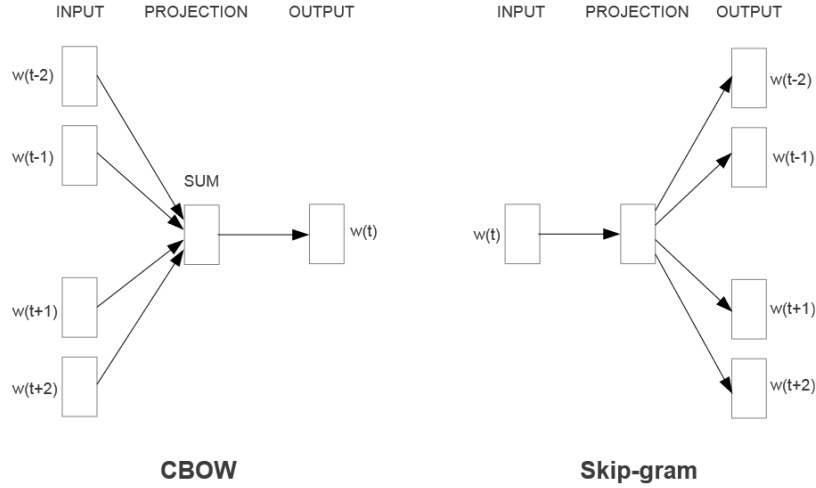 INPUT PROJECTION OUTPUT
w(t-2)
w(t-1)
SUM
w(t)
w(t+1)
w(t+2)
CBOW
INPUT PROJECTION OUTPUT
w(t-2)
w(t-1)
w(t)
w(t+1)
w(t+2)
Skip-gram